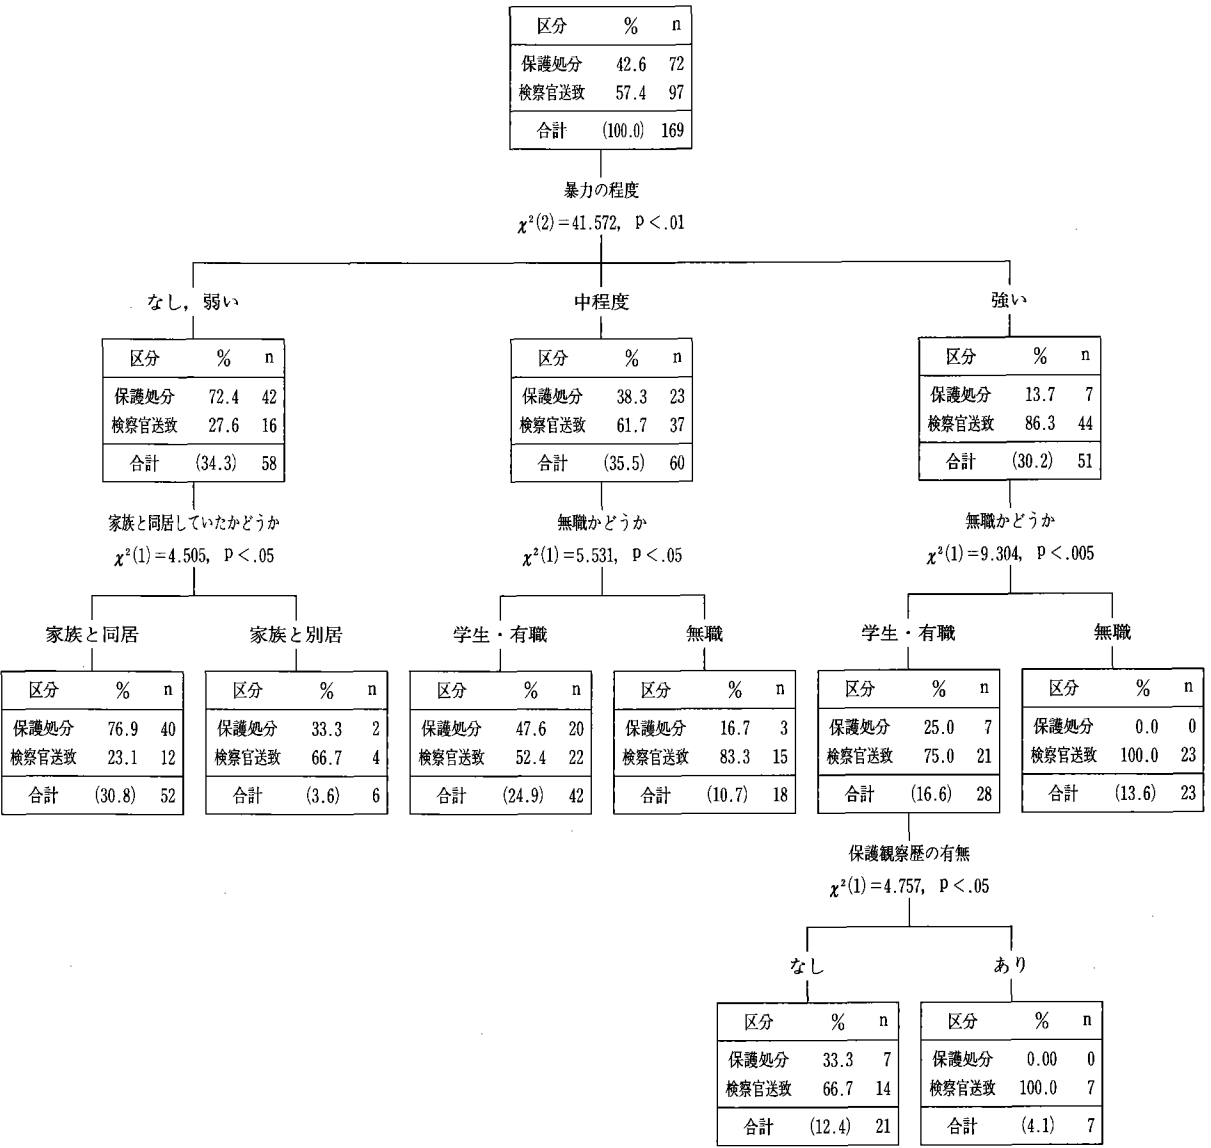 区分 % n
保護処分 42.6 72
検察官送致 57.4 97
合計 (100.0) 169
暴力の程度
χ²(2)=41.572, p<.01
なし，弱い
中程度
強い
区分 % n
保護処分 72.4 42
検察官送致 27.6 16
合計 (34.3) 58
区分 % n
保護処分 38.3 23
検察官送致 61.7 37
合計 (35.5) 60
区分 % n
保護処分 13.7 7
検察官送致 86.3 44
合計 (30.2) 51
家族と同居していたかどうか
χ²(1)=4.505, p<.05
無職かどうか
χ²(1)=5.531, p<.05
無職かどうか
χ²(1)=9.304, p<.005
家族と同居
家族と別居
学生・有職
無職
学生・有職
無職
区分 % n
保護処分 76.9 40
検察官送致 23.1 12
合計 (30.8) 52
区分 % n
保護処分 33.3 2
検察官送致 66.7 4
合計 (3.6) 6
区分 % n
保護処分 47.6 20
検察官送致 52.4 22
合計 (24.9) 42
区分 % n
保護処分 16.7 3
検察官送致 83.3 15
合計 (10.7) 18
区分 % n
保護処分 25.0 7
検察官送致 75.0 21
合計 (16.6) 28
区分 % n
保護処分 0.0 0
検察官送致 100.0 23
合計 (13.6) 23
保護観察歴の有無
χ²(1)=4.757, p<.05
なし
あり
区分 % n
保護処分 33.3 7
検察官送致 66.7 14
合計 (12.4) 21
区分 % n
保護処分 0.00 0
検察官送致 100.0 7
合計 (4.1) 7